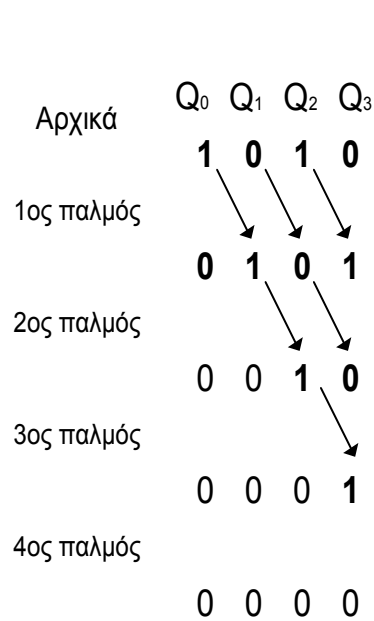 Q₀ Q₁ Q₂ Q₃
Αρχικά
1 0 1 0
1ος παλμός
0 1 0 1
2ος παλμός
0 0 1 0
3ος παλμός
0 0 0 1
4ος παλμός
0 0 0 0